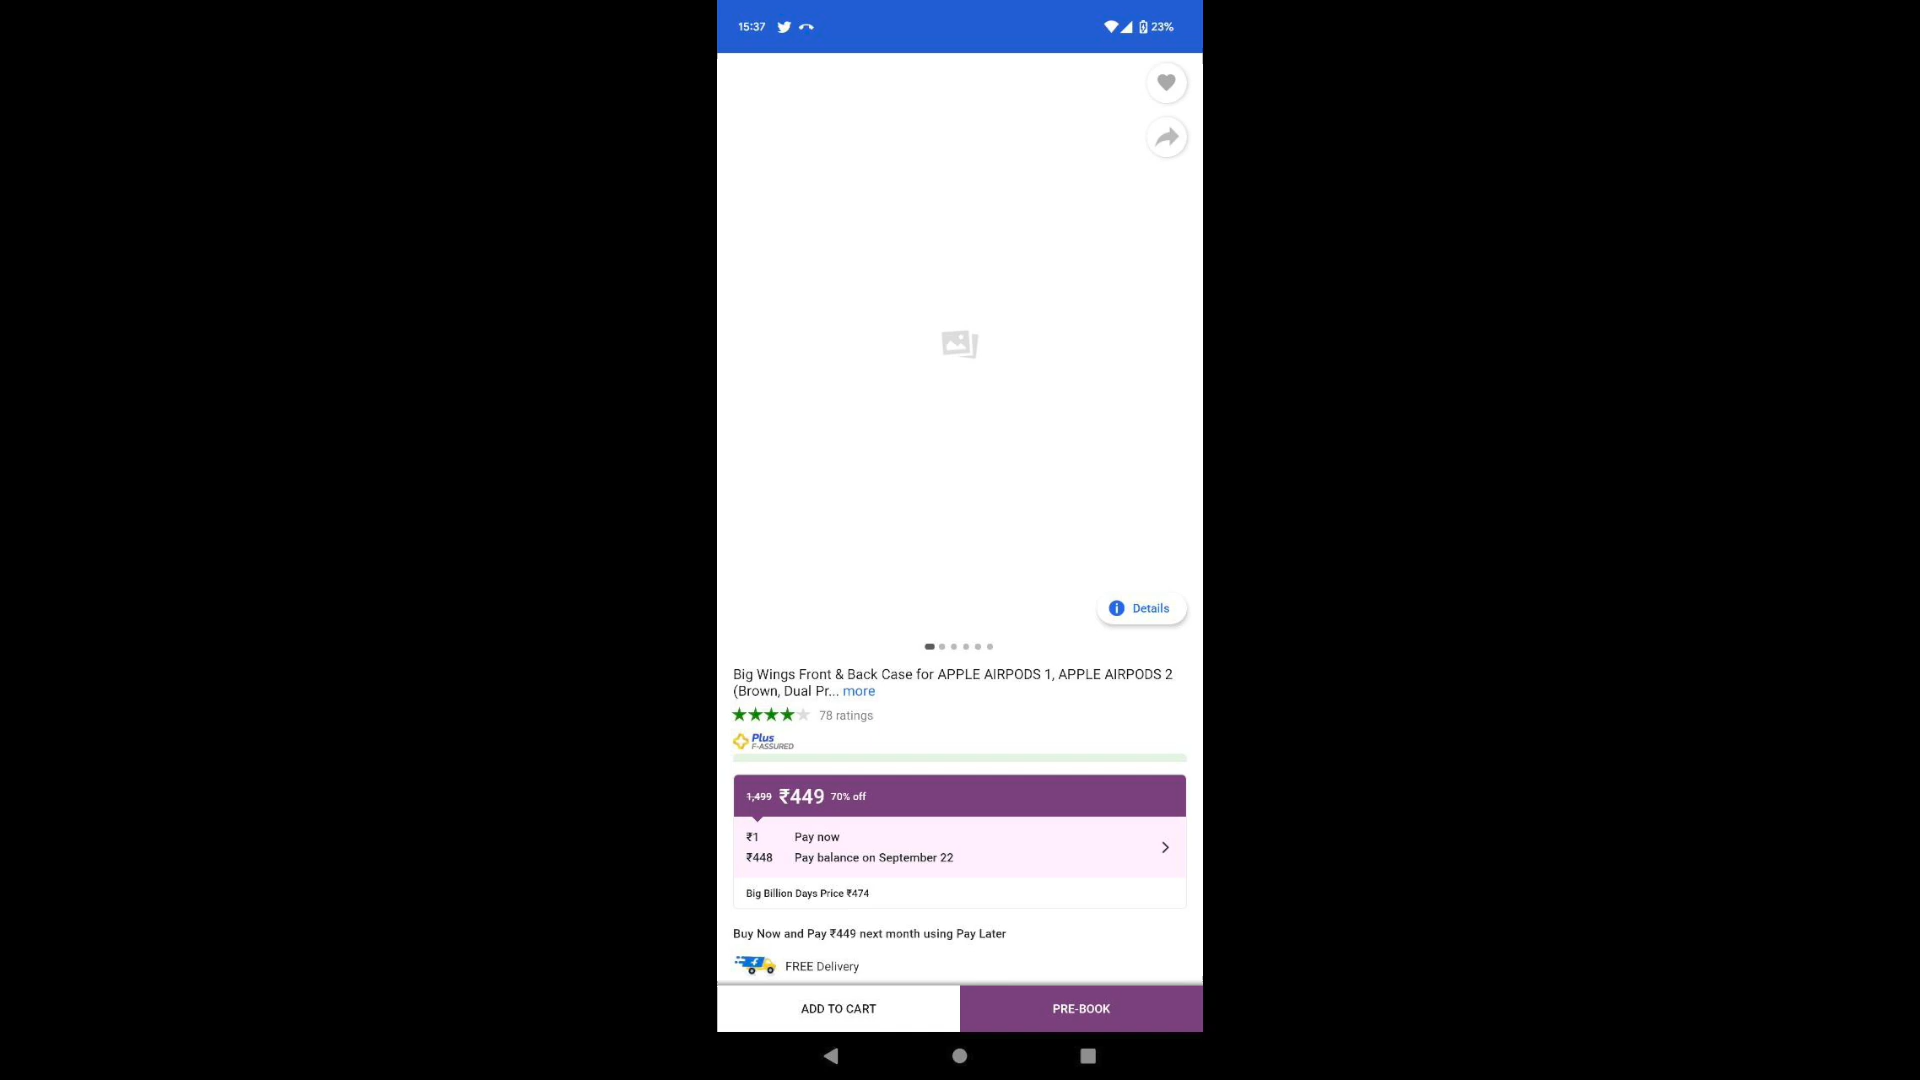 15:37 23%
Details
Big Wings Front & Back Case for APPLE AIRPODS 1, APPLE AIRPODS 2
(Brown, Dual Pr... more
78 ratings
Plus
F-ASSURED
1,499 ₹449 70% off
₹1 Pay now
₹448 Pay balance on September 22
Big Billion Days Price ₹474
Buy Now and Pay ₹449 next month using Pay Later
FREE Delivery
ADD TO CART PRE-BOOK